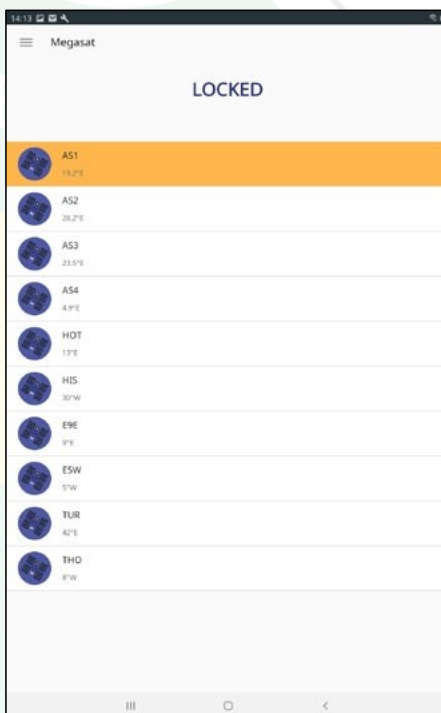 14:13
Megasat
LOCKED
AS1
19.2°E
AS2
28.2°E
AS3
23.5°E
AS4
4.9°E
HOT
13°E
HIS
30°W
E9E
9°E
E5W
5°W
TUR
42°E
THO
8°W